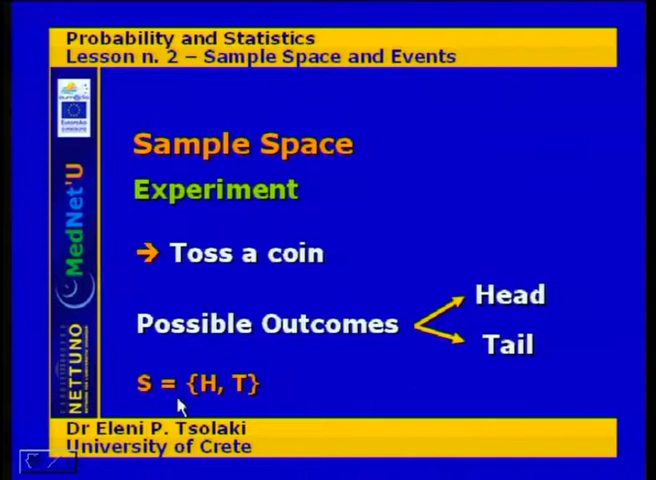 Probability and Statistics
Lesson n. 2 – Sample Space and Events
Sample Space
Experiment
➔ Toss a coin
Possible Outcomes
Head
Tail
S = {H, T}
MedNet'U
NETTUNO
Dr Eleni P. Tsolaki
University of Crete